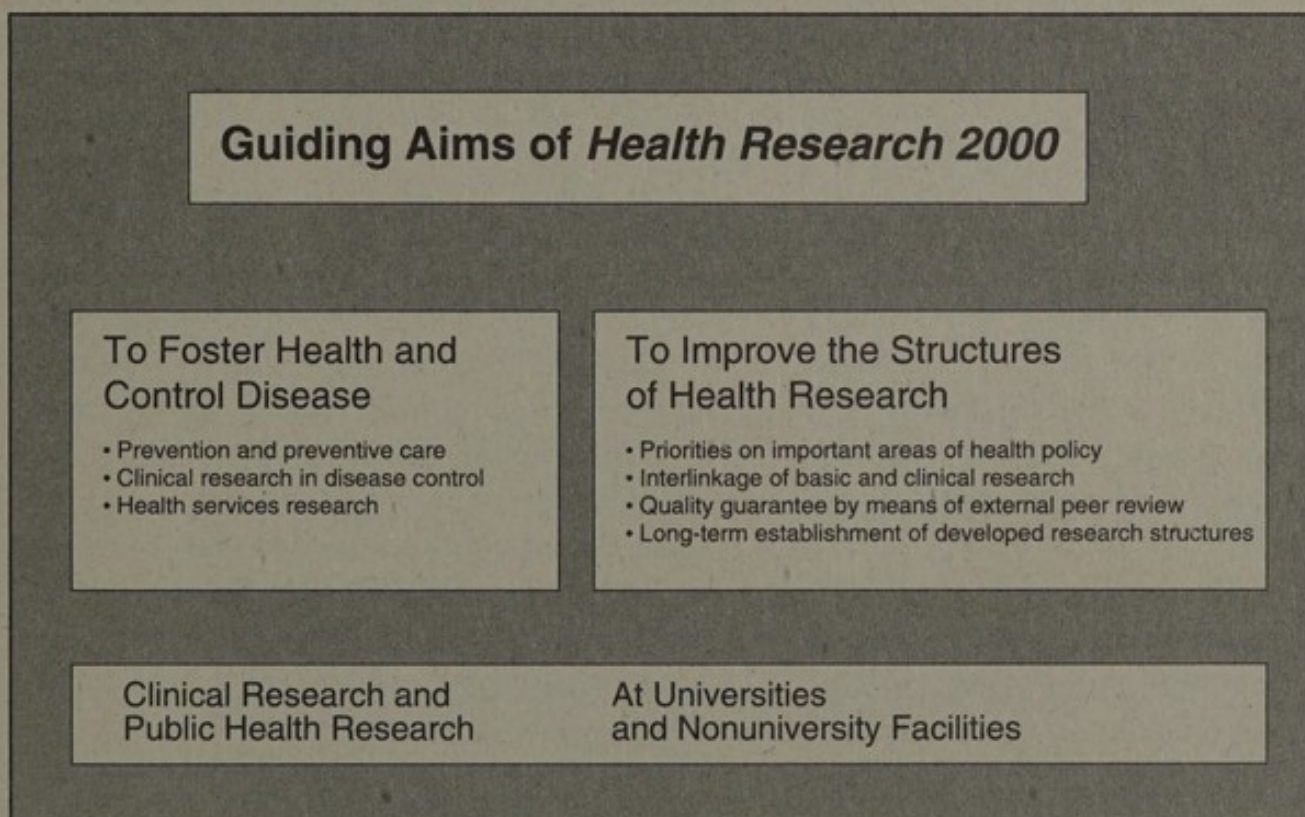 Guiding Aims of Health Research 2000
To Foster Health and
Control Disease
• Prevention and preventive care
• Clinical research in disease control
• Health services research
To Improve the Structures
of Health Research
• Priorities on important areas of health policy
• Interlinkage of basic and clinical research
• Quality guarantee by means of external peer review
• Long-term establishment of developed research structures
Clinical Research and
Public Health Research
At Universities
and Nonuniversity Facilities